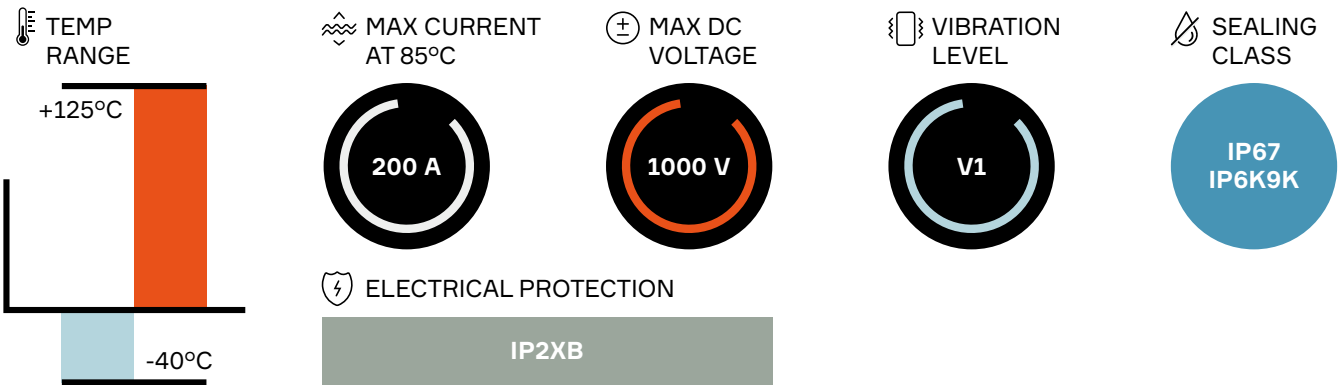 TEMP
RANGE
+125°C
-40°C
MAX CURRENT
AT 85°C
200 A
MAX DC
VOLTAGE
1000 V
VIBRATION
LEVEL
V1
SEALING
CLASS
IP67
IP6K9K
ELECTRICAL PROTECTION
IP2XB